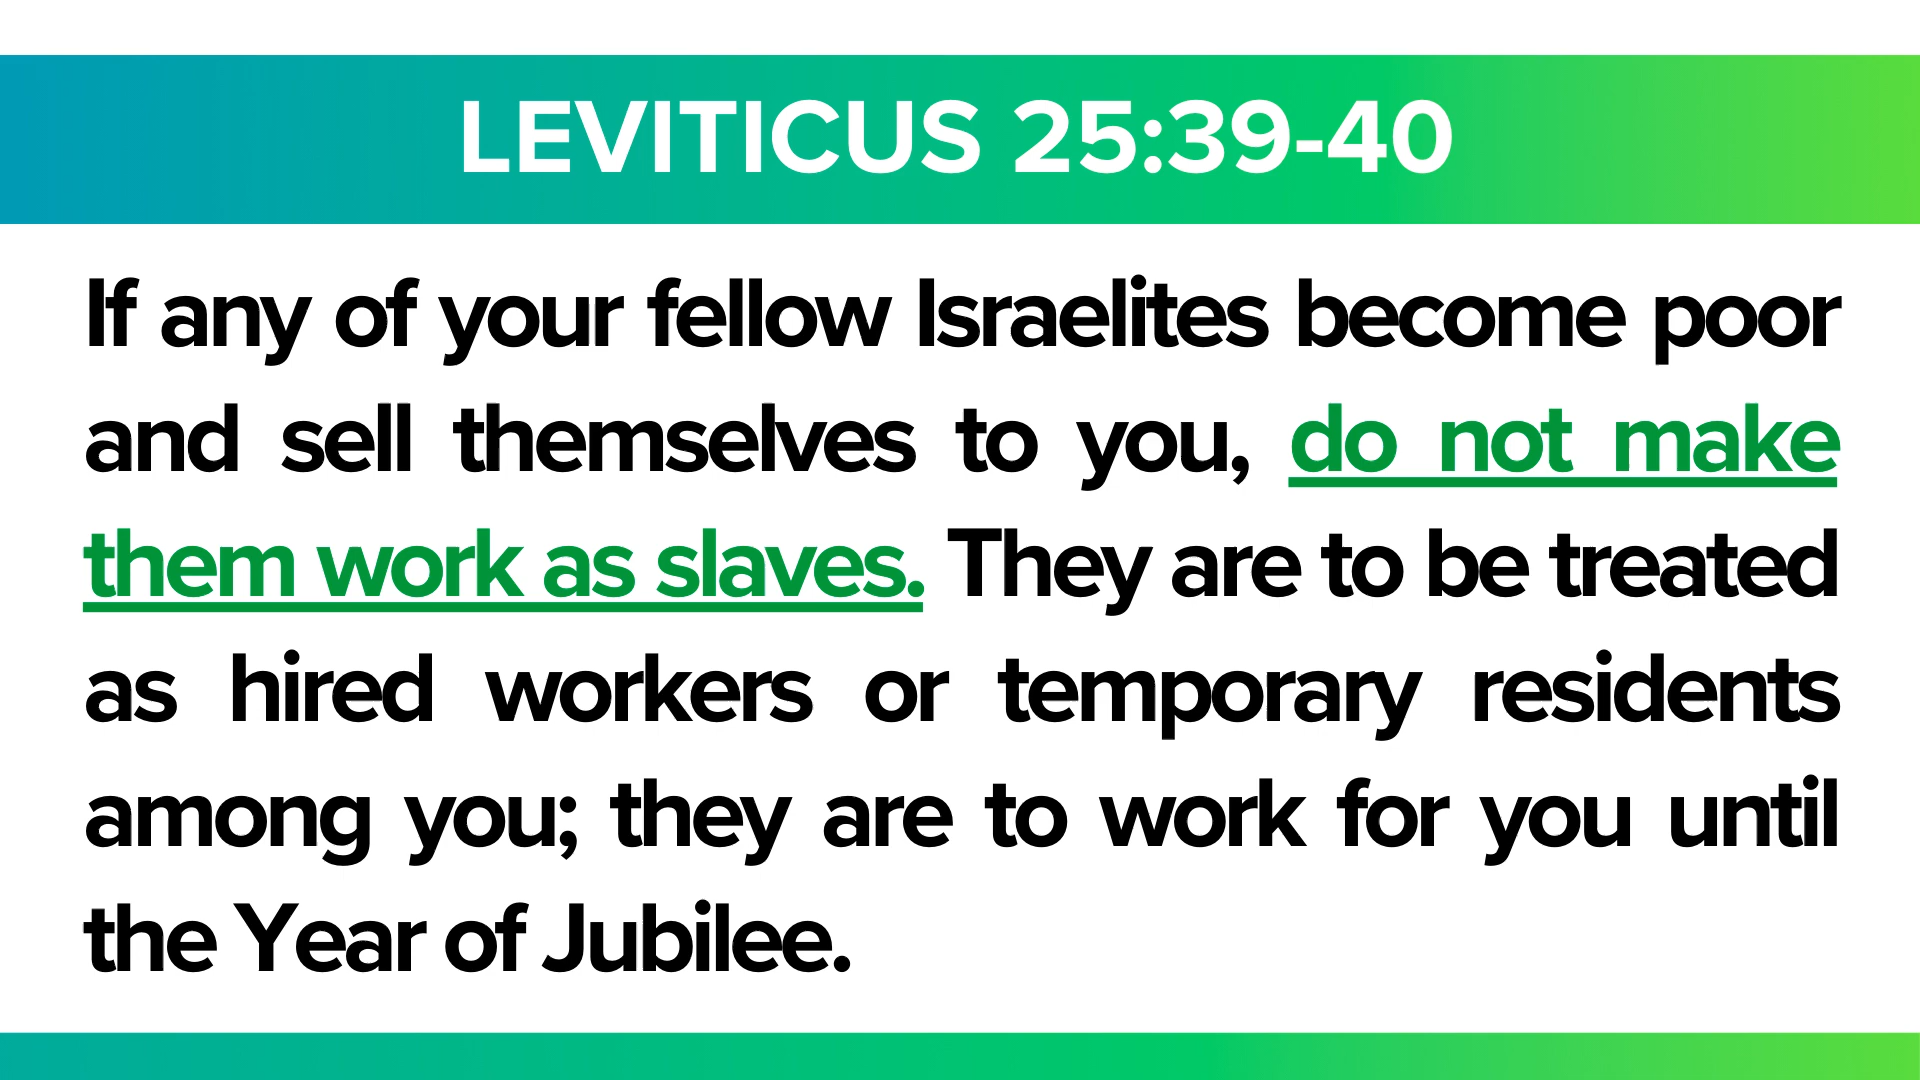 LEVITICUS 25:39-40
If any of your fellow Israelites become poor
and sell themselves to you, do not make
them work as slaves. They are to be treated
as hired workers or temporary residents
among you; they are to work for you until
the Year of Jubilee.